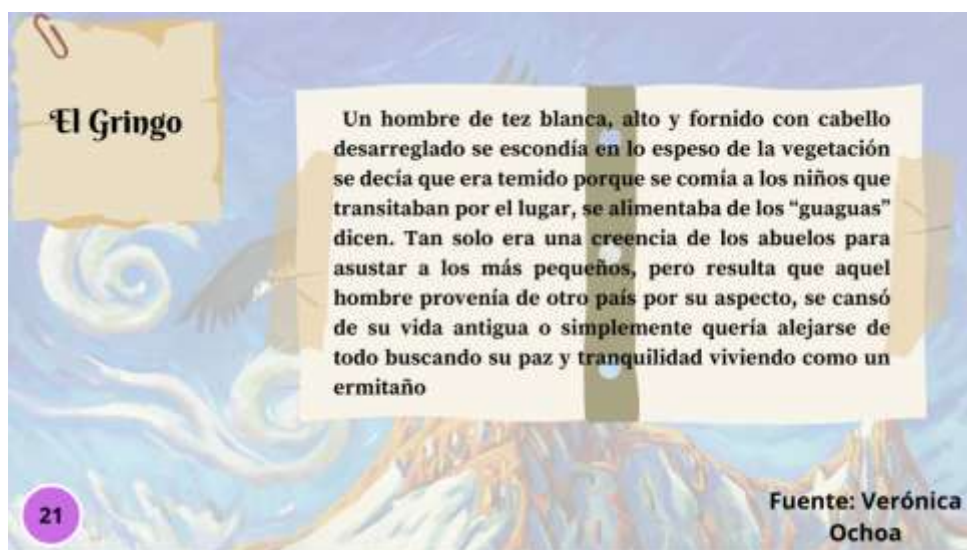 El Gringo
Un hombre de tez blanca, alto y fornido con cabello
desarreglado se escondía en lo espeso de la vegetación
se decía que era temido porque se comía a los niños que
transitaban por el lugar, se alimentaba de los “guaguas”
dicen. Tan solo era una creencia de los abuelos para
asustar a los más pequeños, pero resulta que aquel
hombre provenía de otro país por su aspecto, se cansó
de su vida antigua o simplemente quería alejarse de
todo buscando su paz y tranquilidad viviendo como un
ermitaño
21
Fuente: Verónica
Ochoa